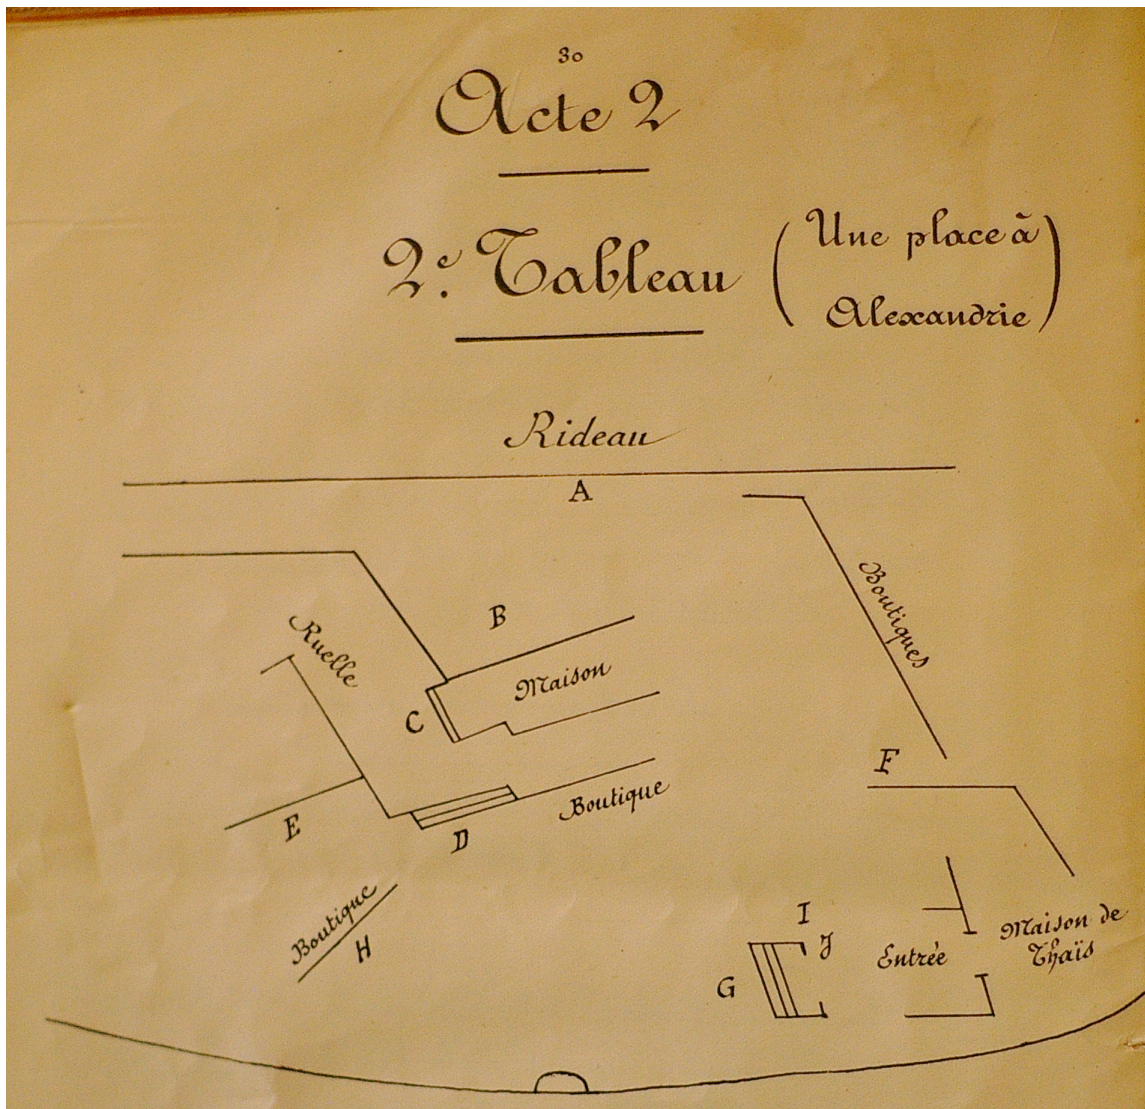 30
Acte 2
2e. Tableau
(Une place à
Alexandrie)
Rideau
A
Boutiques
B
Ruelle
Maison
C
F
Boutique
E
D
Boutique
H
I
J
Entrée
Maison de
Thaïs
G